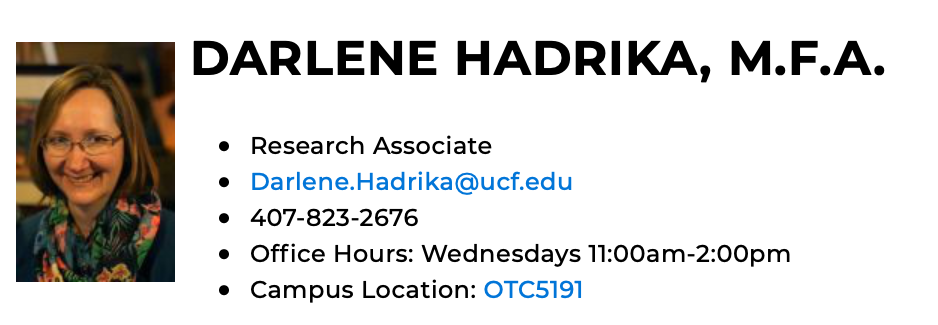 DARLENE HADRIKA, M.F.A.
Research Associate
Darlene.Hadrika@ucf.edu
407-823-2676
Office Hours: Wednesdays 11:00am-2:00pm
Campus Location: OTC5191